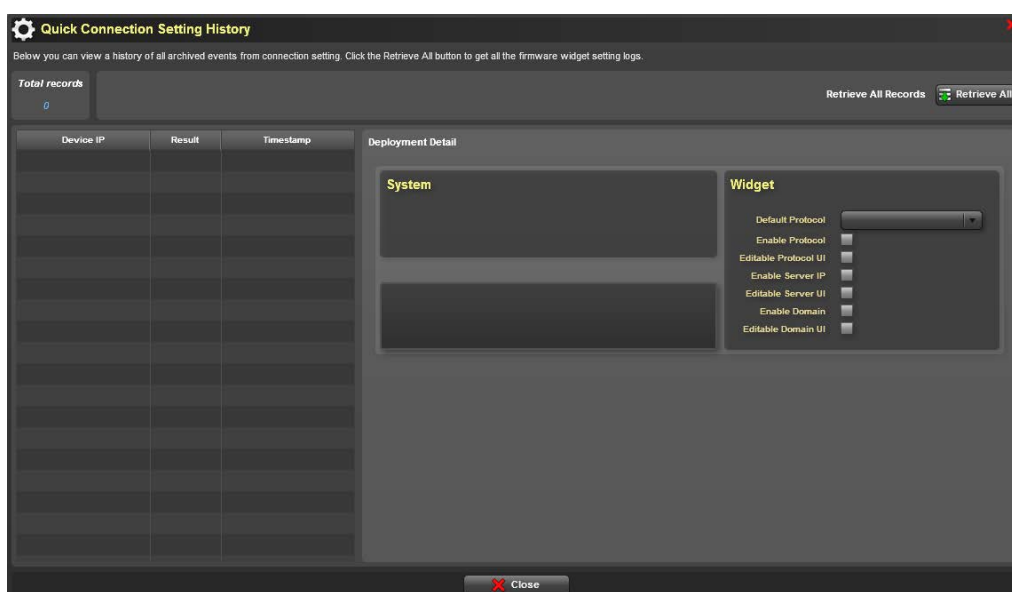 Quick Connection Setting History
Below you can view a history of all archived events from connection setting. Click the Retrieve All button to get all the firmware widget setting logs.
Total records
0
Retrieve All Records
Retrieve All
Device IP
Result
Timestamp
Deployment Detail
System
Widget
Default Protocol
Enable Protocol
Editable Protocol UI
Enable Server IP
Editable Server UI
Enable Domain
Editable Domain UI
Close